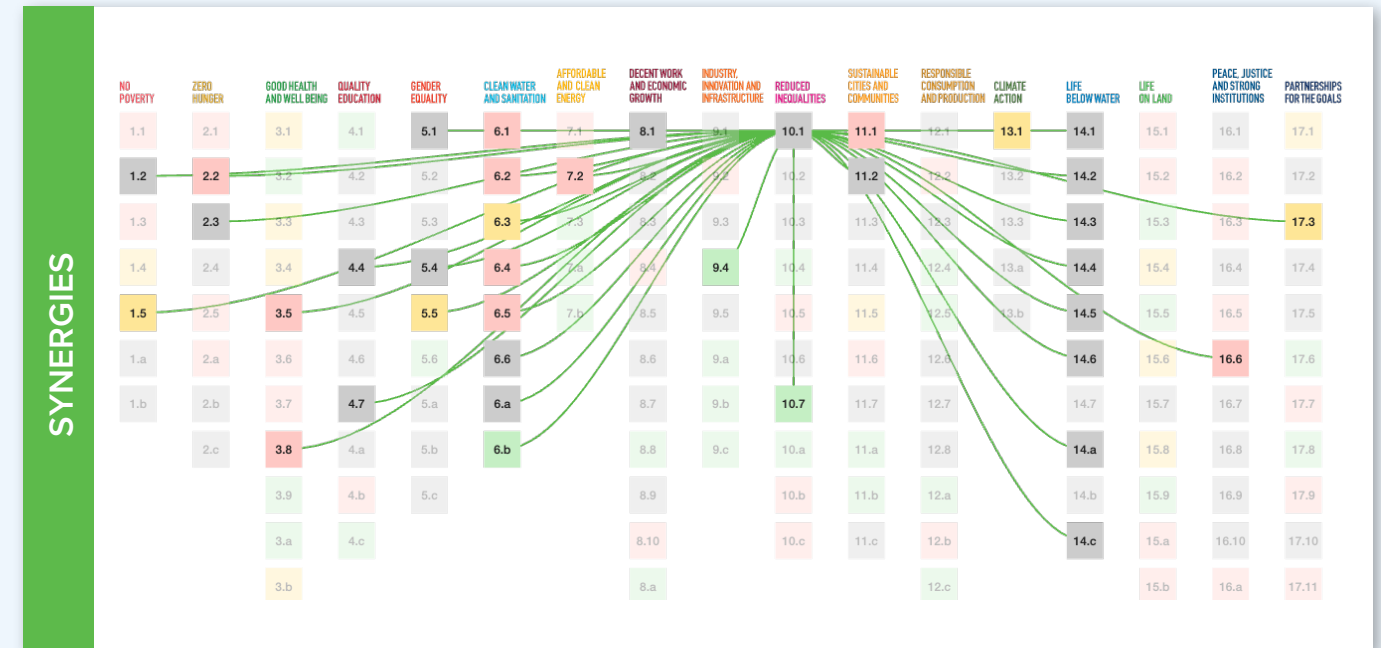 SYNERGIES
NO
POVERTY
ZERO
HUNGER
GOOD HEALTH
AND WELL BEING
QUALITY
EDUCATION
GENDER
EQUALITY
CLEAN WATER
AND SANITATION
AFFORDABLE
AND CLEAN
ENERGY
DECENT WORK
AND ECONOMIC
GROWTH
INDUSTRY,
INNOVATION AND
INFRASTRUCTURE
REDUCED
INEQUALITIES
SUSTAINABLE
CITIES AND
COMMUNITIES
RESPONSIBLE
CONSUMPTION
AND PRODUCTION
CLIMATE
ACTION
LIFE
BELOW WATER
LIFE
ON LAND
PEACE, JUSTICE
AND STRONG
INSTITUTIONS
PARTNERSHIPS
FOR THE GOALS
1.1 2.1 3.1 4.1 5.1 6.1 7.1 8.1 9.1 10.1 11.1 12.1 13.1 14.1 15.1 16.1 17.1
1.2 2.2 3.2 4.2 5.2 6.2 7.2 8.2 9.2 10.2 11.2 12.2 13.2 14.2 15.2 16.2 17.2
1.3 2.3 3.3 4.3 5.3 6.3 7.3 8.3 9.3 10.3 11.3 12.3 13.3 14.3 15.3 16.3 17.3
1.4 2.4 3.4 4.4 5.4 6.4 7.a 8.4 9.4 10.4 11.4 12.4 13.a 14.4 15.4 16.4 17.4
1.5 2.5 3.5 4.5 5.5 6.5 7.b 8.5 9.5 10.5 11.5 12.5 13.b 14.5 15.5 16.5 17.5
1.a 2.a 3.6 4.6 5.6 6.6 8.6 9.a 10.6 11.6 12.6 14.6 15.6 16.6 17.6
1.b 2.b 3.7 4.7 5.a 6.a 8.7 9.b 10.7 11.7 12.7 14.7 15.7 16.7 17.7
2.c 3.8 4.a 5.b 6.b 8.8 9.c 10.a 11.a 12.8 14.a 15.8 16.8 17.8
3.9 4.b 5.c 8.9 10.b 11.b 12.a 14.b 15.9 16.9 17.9
3.a 4.c 8.10 10.c 11.c 12.b 14.c 15.a 16.10 17.10
3.b 8.a 12.c 15.b 16.a 17.11